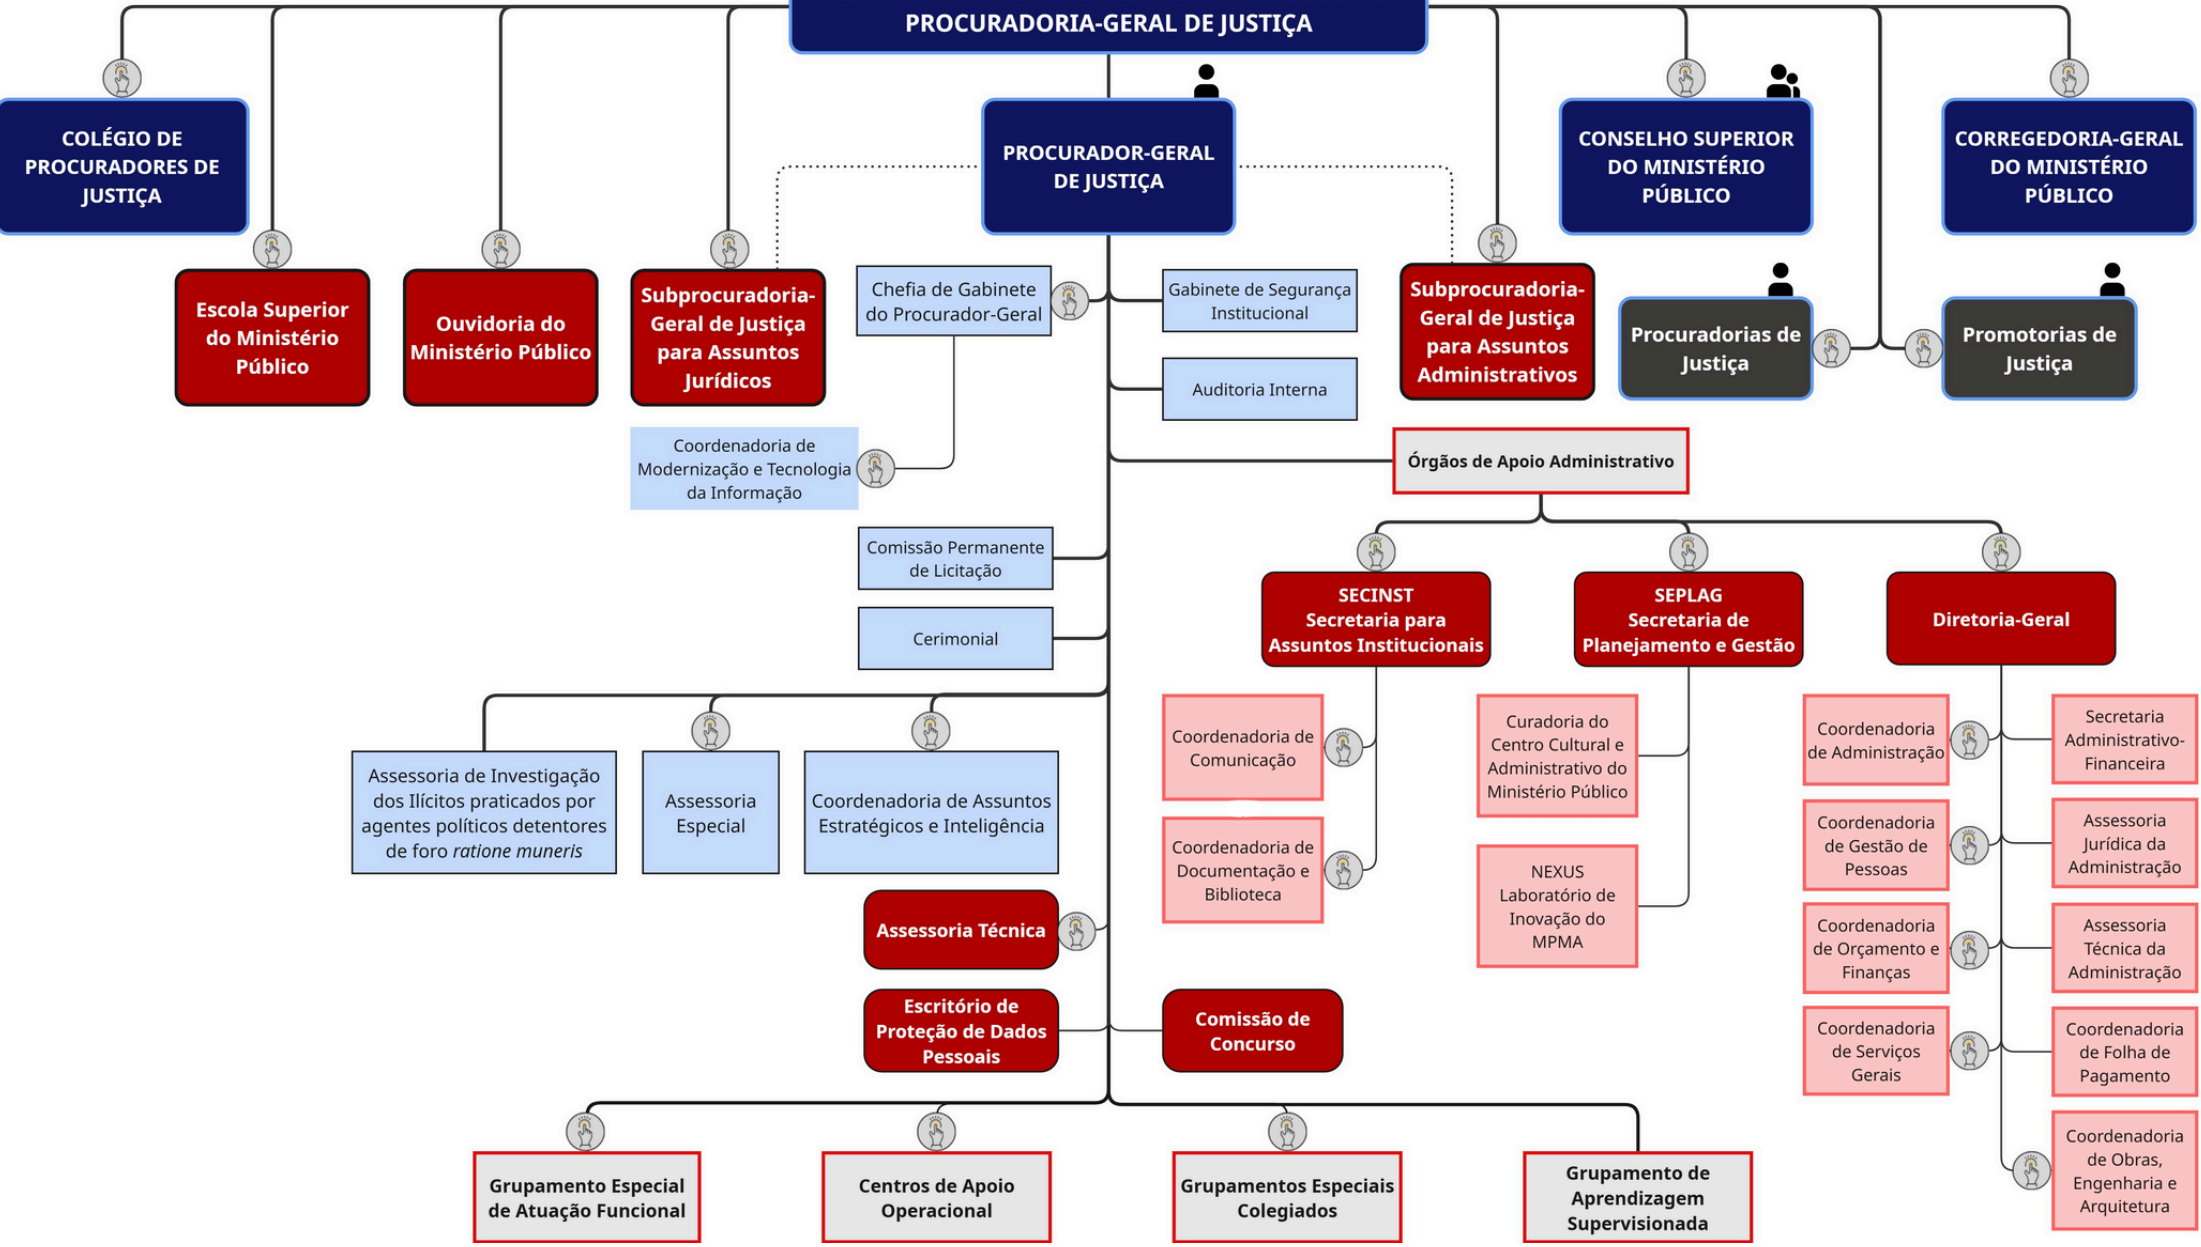 PROCURADORIA-GERAL DE JUSTIÇA
COLÉGIO DE
PROCURADORES DE
JUSTIÇA
PROCURADOR-GERAL
DE JUSTIÇA
CONSELHO SUPERIOR
DO MINISTÉRIO
PÚBLICO
CORREGEDORIA-GERAL
DO MINISTÉRIO
PÚBLICO
Escola Superior
do Ministério
Público
Ouvidoria do
Ministério Público
Subprocuradoria-
Geral de Justiça
para Assuntos
Jurídicos
Chefia de Gabinete
do Procurador-Geral
Gabinete de Segurança
Institucional
Auditoria Interna
Subprocuradoria-
Geral de Justiça
para Assuntos
Administrativos
Procuradorias de
Justiça
Promotorias de
Justiça
Coordenadoria de
Modernização e Tecnologia
da Informação
Órgãos de Apoio Administrativo
Comissão Permanente
de Licitação
Cerimonial
SECINST
Secretaria para
Assuntos Institucionais
SEPLAG
Secretaria de
Planejamento e Gestão
Diretoria-Geral
Assessoria de Investigação
dos Ilícitos praticados por
agentes políticos detentores
de foro ratione muneris
Assessoria
Especial
Coordenadoria de Assuntos
Estratégicos e Inteligência
Coordenadoria de
Comunicação
Coordenadoria de
Documentação e
Biblioteca
Curadoria do
Centro Cultural e
Administrativo do
Ministério Público
NEXUS
Laboratório de
Inovação do
MPMA
Coordenadoria
de Administração
Secretaria
Administrativo-
Financeira
Coordenadoria
de Gestão de
Pessoas
Assessoria
Jurídica da
Administração
Coordenadoria
de Orçamento e
Finanças
Assessoria
Técnica da
Administração
Coordenadoria
de Serviços
Gerais
Coordenadoria
de Folha de
Pagamento
Coordenadoria
de Obras,
Engenharia e
Arquitetura
Assessoria Técnica
Escritório de
Proteção de Dados
Pessoais
Comissão de
Concurso
Grupamento Especial
de Atuação Funcional
Centros de Apoio
Operacional
Grupamentos Especiais
Colegiados
Grupamento de
Aprendizagem
Supervisionada